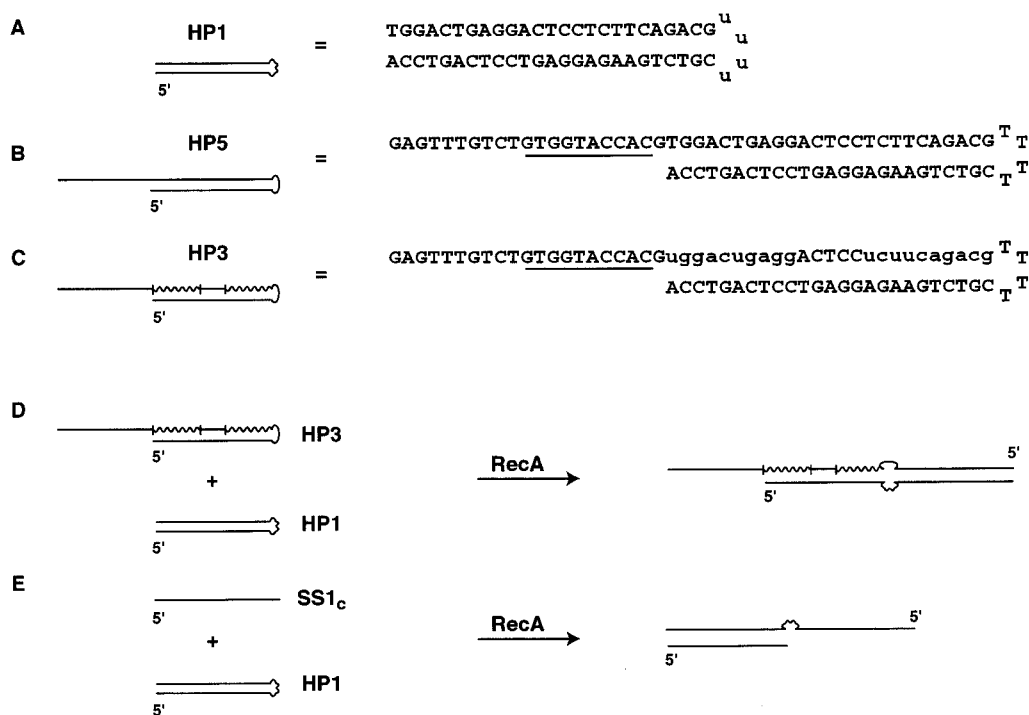 A
HP1 = TGGACTGAGGACTCCTCTTCAGACG u
u
ACCTGACTCCTGAGGAGAAGTCTGC u u
5'
B
HP5 = GAGTTTGTCTGTGGTACCACGTGGACTGAGGACTCCTCTTCAGACG T
T
ACCTGACTCCTGAGGAGAAGTCTGC T T
5'
C
HP3 = GAGTTTGTCTGTGGTACCACGuggacugaggACTCCucuucagacg T
T
ACCTGACTCCTGAGGAGAAGTCTGC T T
5'
D
HP3
5'
+
RecA
5'
5'
HP1
5'
E
SS1c
5'
+
RecA
5'
5'
HP1
5'